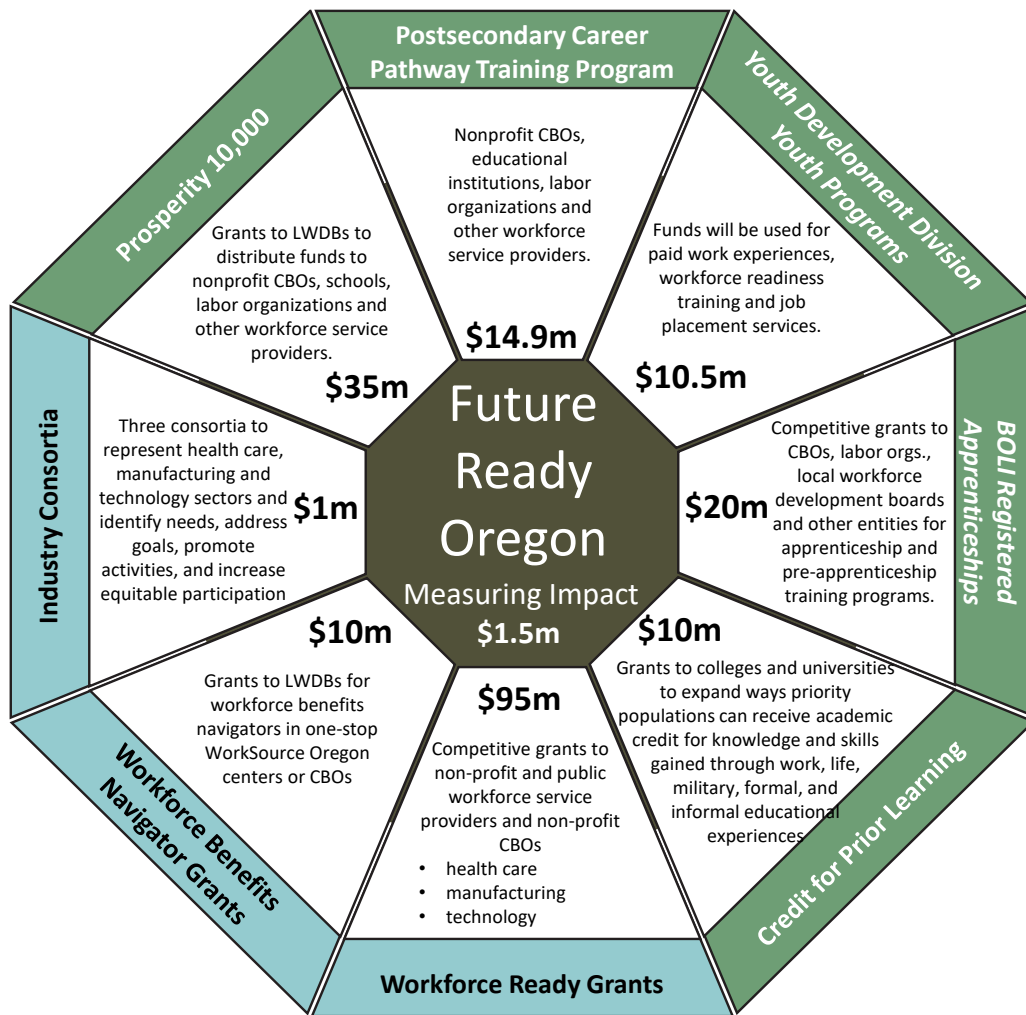 Postsecondary Career
Pathway Training Program
Nonprofit CBOs,
educational
institutions, labor
organizations and
other workforce
service providers.
$14.9m
Youth Development Division
Youth Programs
Funds will be used for
paid work experiences,
workforce readiness
training and job
placement services.
$10.5m
BOLI Registered
Apprenticeships
Competitive grants to
CBOs, labor orgs.,
local workforce
development boards
and other entities for
apprenticeship and
pre-apprenticeship
training programs.
$20m
Credit for Prior Learning
$10m
Grants to colleges and universities
to expand ways priority
populations can receive academic
credit for knowledge and skills
gained through work, life,
military, formal, and
informal educational
experiences
Workforce Ready Grants
$95m
Competitive grants to
non-profit and public
workforce service
providers and non-profit
CBOs
• health care
• manufacturing
• technology
Workforce Benefits
Navigator Grants
$10m
Grants to LWDBs for
workforce benefits
navigators in one-stop
WorkSource Oregon
centers or CBOs
Industry Consortia
Three consortia to
represent health care,
manufacturing and
technology sectors and
identify needs, address
goals, promote
activities, and increase
equitable participation
$1m
Prosperity 10,000
Grants to LWDBs to
distribute funds to
nonprofit CBOs, schools,
labor organizations and
other workforce service
providers.
$35m
Future
Ready
Oregon
Measuring Impact
$1.5m